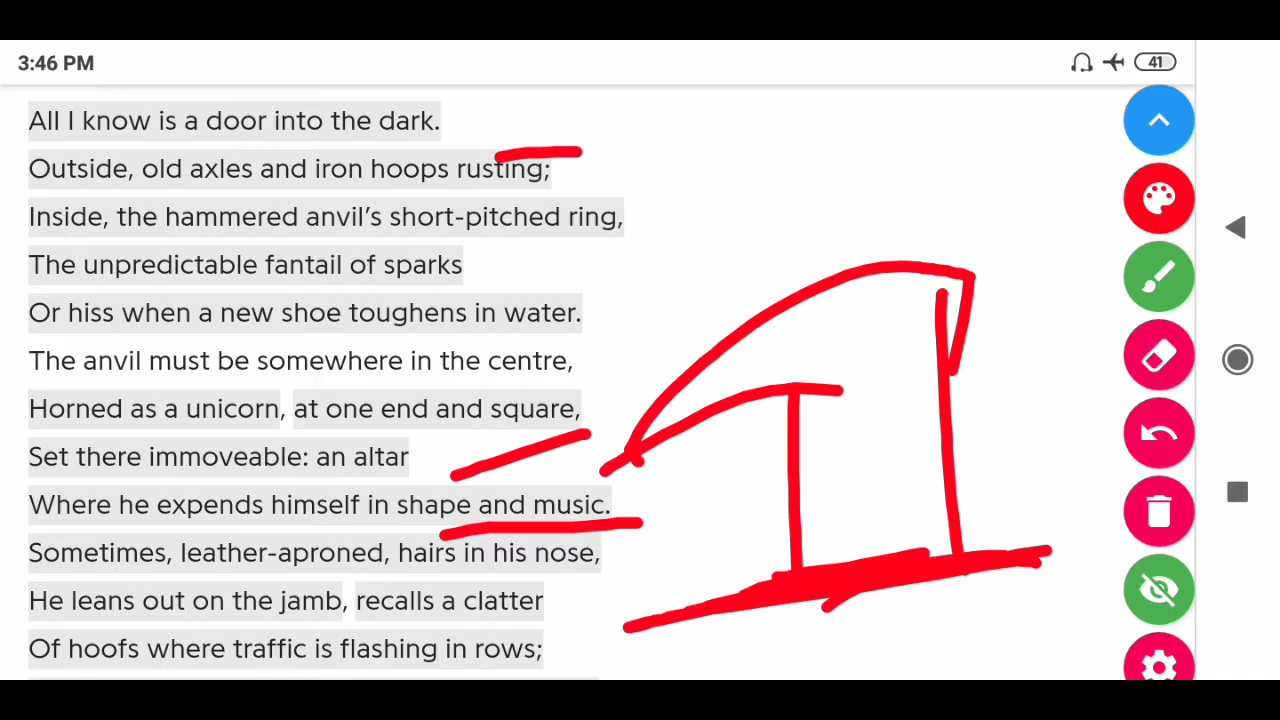 3:46 PM
41
All I know is a door into the dark.
Outside, old axles and iron hoops rusting;
Inside, the hammered anvil’s short-pitched ring,
The unpredictable fantail of sparks
Or hiss when a new shoe toughens in water.
The anvil must be somewhere in the centre,
Horned as a unicorn, at one end and square,
Set there immoveable: an altar
Where he expends himself in shape and music.
Sometimes, leather-aproned, hairs in his nose,
He leans out on the jamb, recalls a clatter
Of hoofs where traffic is flashing in rows;